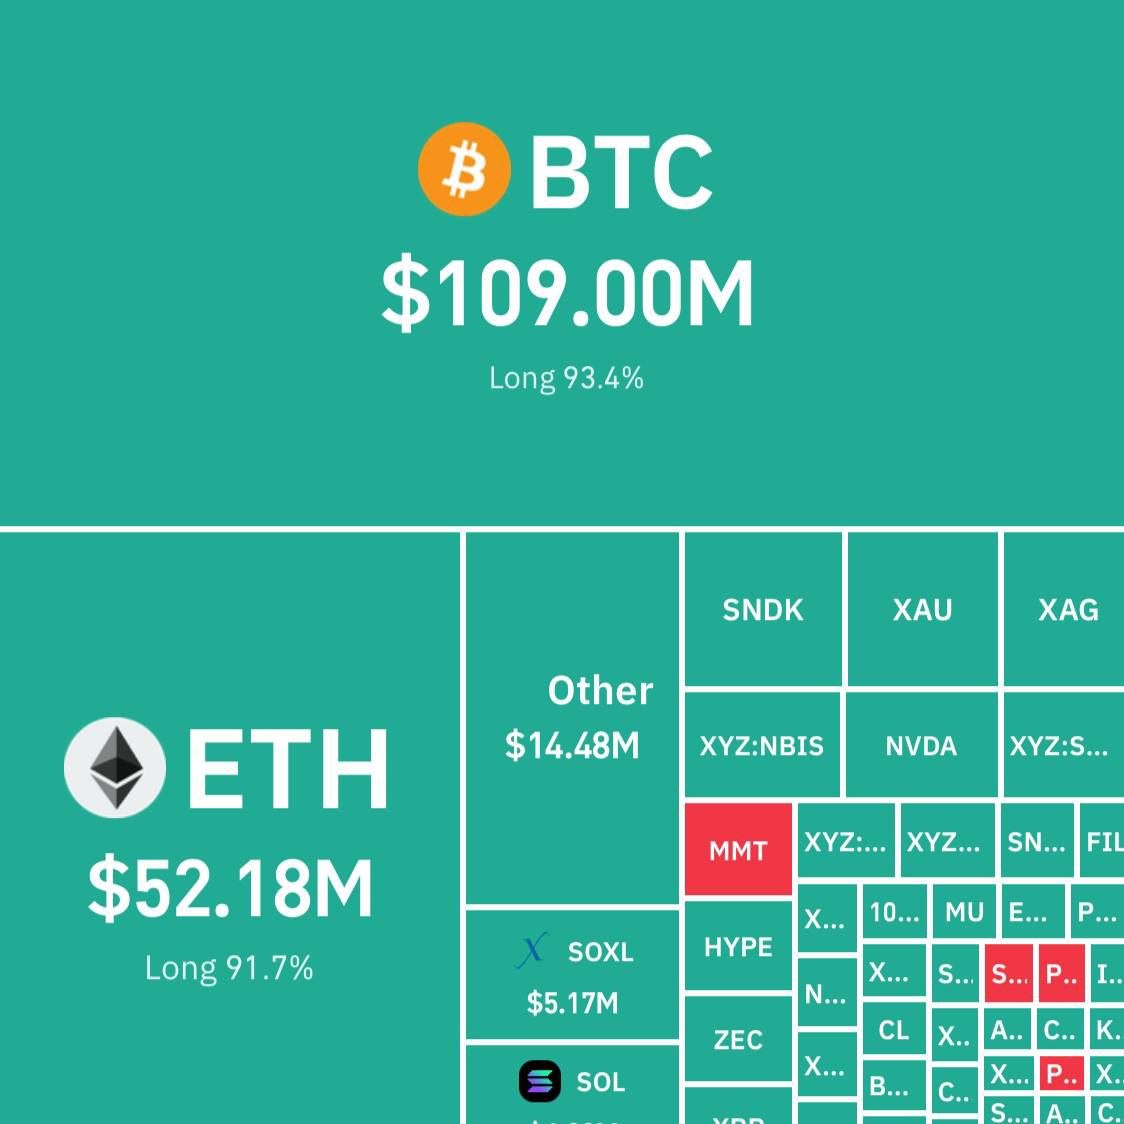 BTC
$109.00M
Long 93.4%
ETH
$52.18M
Long 91.7%
Other
$14.48M
SOXL
$5.17M
SOL
SNDK
XAU
XAG
XYZ:NBIS
NVDA
XYZ:S...
MMT
XYZ:...
XYZ...
SN...
FIL
HYPE
X...
10...
MU
E...
P...
N...
X...
S...
S...
P..
I..
ZEC
CL
X..
A..
C..
K..
X...
B...
C..
X...
P..
X..
S...
A..
C..
XRP